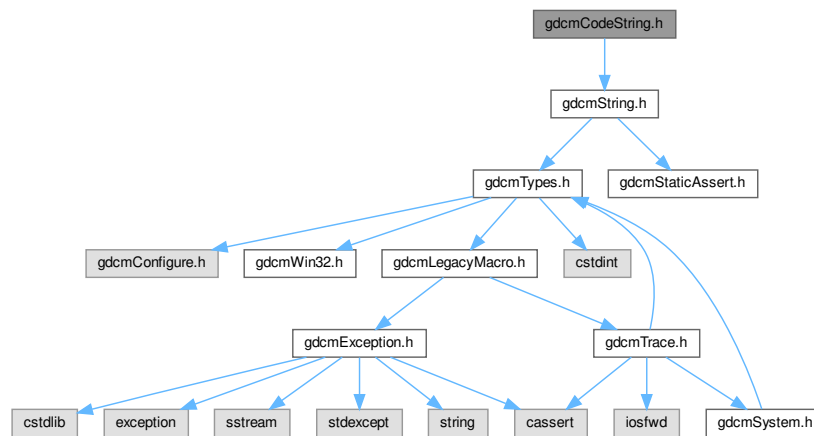 gdcmCodeString.h
gdcmString.h
gdcmTypes.h
gdcmStaticAssert.h
gdcmConfigure.h
gdcmWin32.h
gdcmLegacyMacro.h
cstdint
gdcmException.h
gdcmTrace.h
cstdlib
exception
sstream
stdexcept
string
cassert
iosfwd
gdcmSystem.h